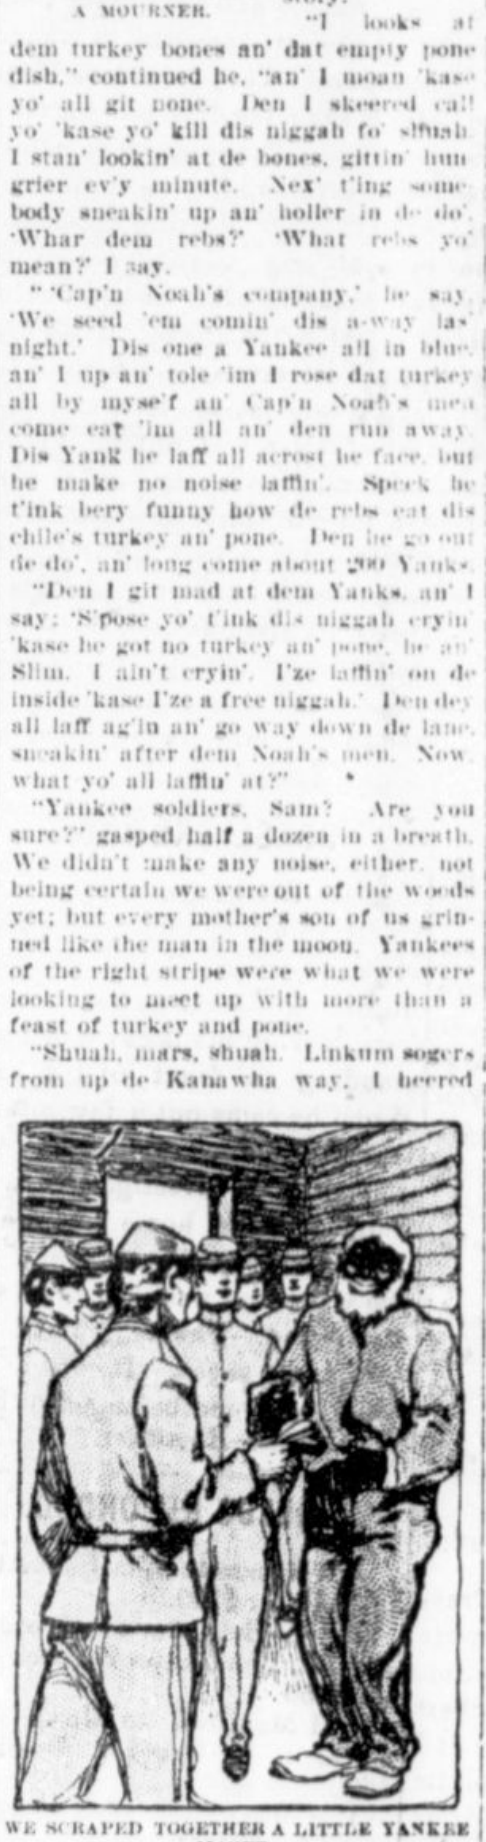 story.
A MOURNER.
"I looks at
dem turkey bones an' dat empty pone
dish," continued he, "an' I moan 'kase
yo' all git none. Den I skeered call
yo' 'kase yo' kill dis niggah fo' shuah.
I stan' lookin' at de bones, gittin' hun
grier ev'y minute. Nex' t'ing some-
body sneakin' up an' holler in de do'.
'Whar dem rebs?' 'What rebs yo'
mean?' I say.
" 'Cap'n Noah's company,' he say.
'We seed 'em comin' dis a-way las'
night.' Dis one a Yankee all in blue,
an' I up an' tole 'im I rose dat turkey
all by myse'f an' Cap'n Noah's men
come eat 'im all an' den run away.
Dis Yank he laff all acrost he face, but
he make no noise laffin'. Speck he
t'ink bery funny how de rebs eat dis
chile's turkey an' pone. Den he go out
de do', an' long come about 200 Yanks.
"Den I git mad at dem Yanks, an' I
say: 'S'pose yo' t'ink dis niggah cryin'
'kase he got no turkey an' pone, he an'
Slim. I ain't cryin'. I'ze laffin' on de
inside 'kase I'ze a free niggah.' Den dey
all laff ag'in an' go way down de lane,
sneakin' after dem Noah's men. Now,
what yo' all laffin' at?"
"Yankee soldiers, Sam? Are you
sure?" gasped half a dozen in a breath.
We didn't make any noise, either, not
being certain we were out of the woods
yet; but every mother's son of us grin-
ned like the man in the moon. Yankees
of the right stripe were what we were
looking to meet up with more than a
feast of turkey and pone.
"Shuah, mars, shuah. Linkum sogers
from up de Kanawha way. I heered
WE SCRAPED TOGETHER A LITTLE YANKEE